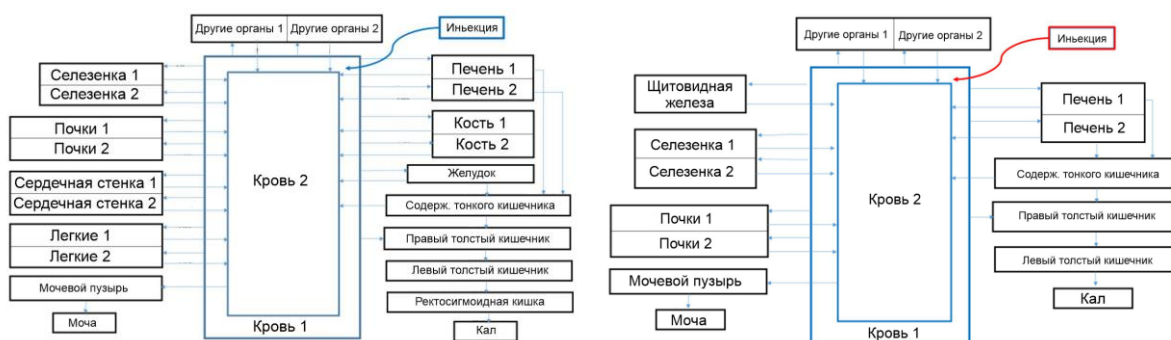 Другие органы 1
Другие органы 2
Иньекция
Селезенка 1
Селезенка 2
Почки 1
Почки 2
Сердечная стенка 1
Сердечная стенка 2
Легкие 1
Легкие 2
Мочевой пузырь
Моча
Кровь 2
Кровь 1
Печень 1
Печень 2
Кость 1
Кость 2
Желудок
Содерж. тонкого кишечника
Правый толстый кишечник
Левый толстый кишечник
Ректосигмоидная кишка
Кал
Другие органы 1
Другие органы 2
Иньекция
Щитовидная
железа
Селезенка 1
Селезенка 2
Почки 1
Почки 2
Мочевой пузырь
Моча
Кровь 2
Кровь 1
Печень 1
Печень 2
Содерж. тонкого кишечника
Правый толстый кишечник
Левый толстый кишечник
Кал